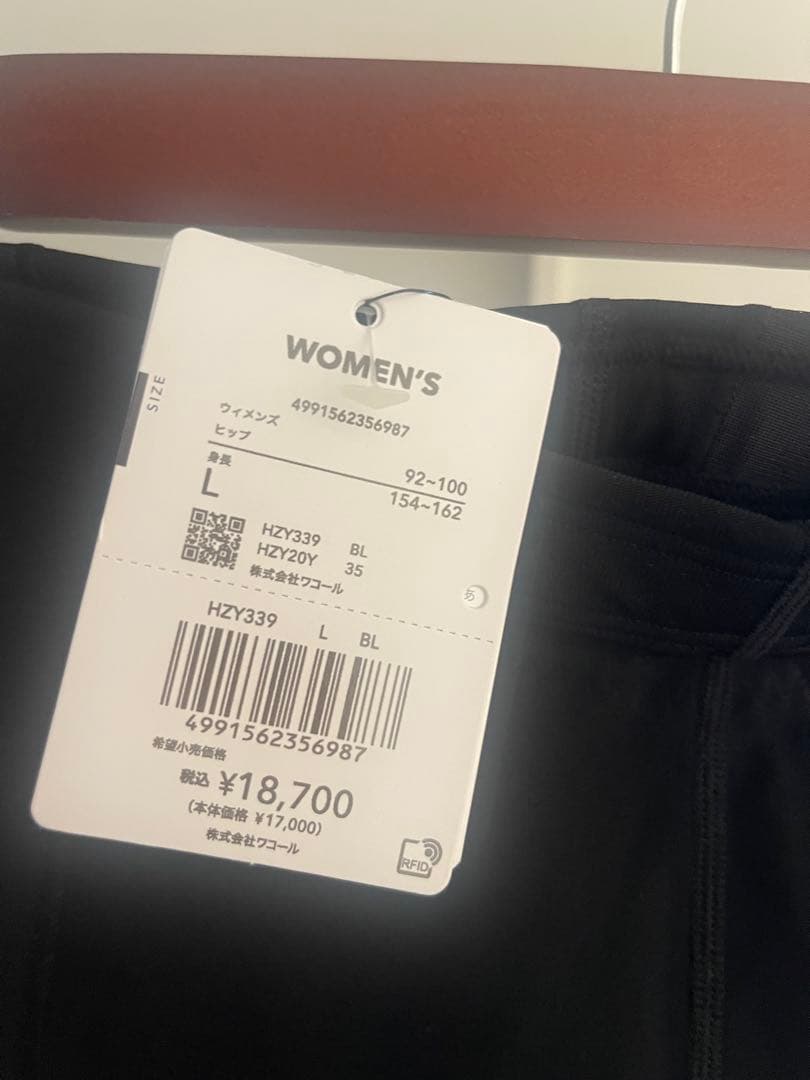 WOMEN'S
SIZE
ウィメンズ 4991562356987
ヒップ 92~100
身長 154~162
L
HZY339 BL
HZY20Y 35
株式会社ワコール
あ
HZY339 L BL
4991562356987
希望小売価格
税込 ¥18,700
(本体価格 ¥17,000)
株式会社ワコール
RFID